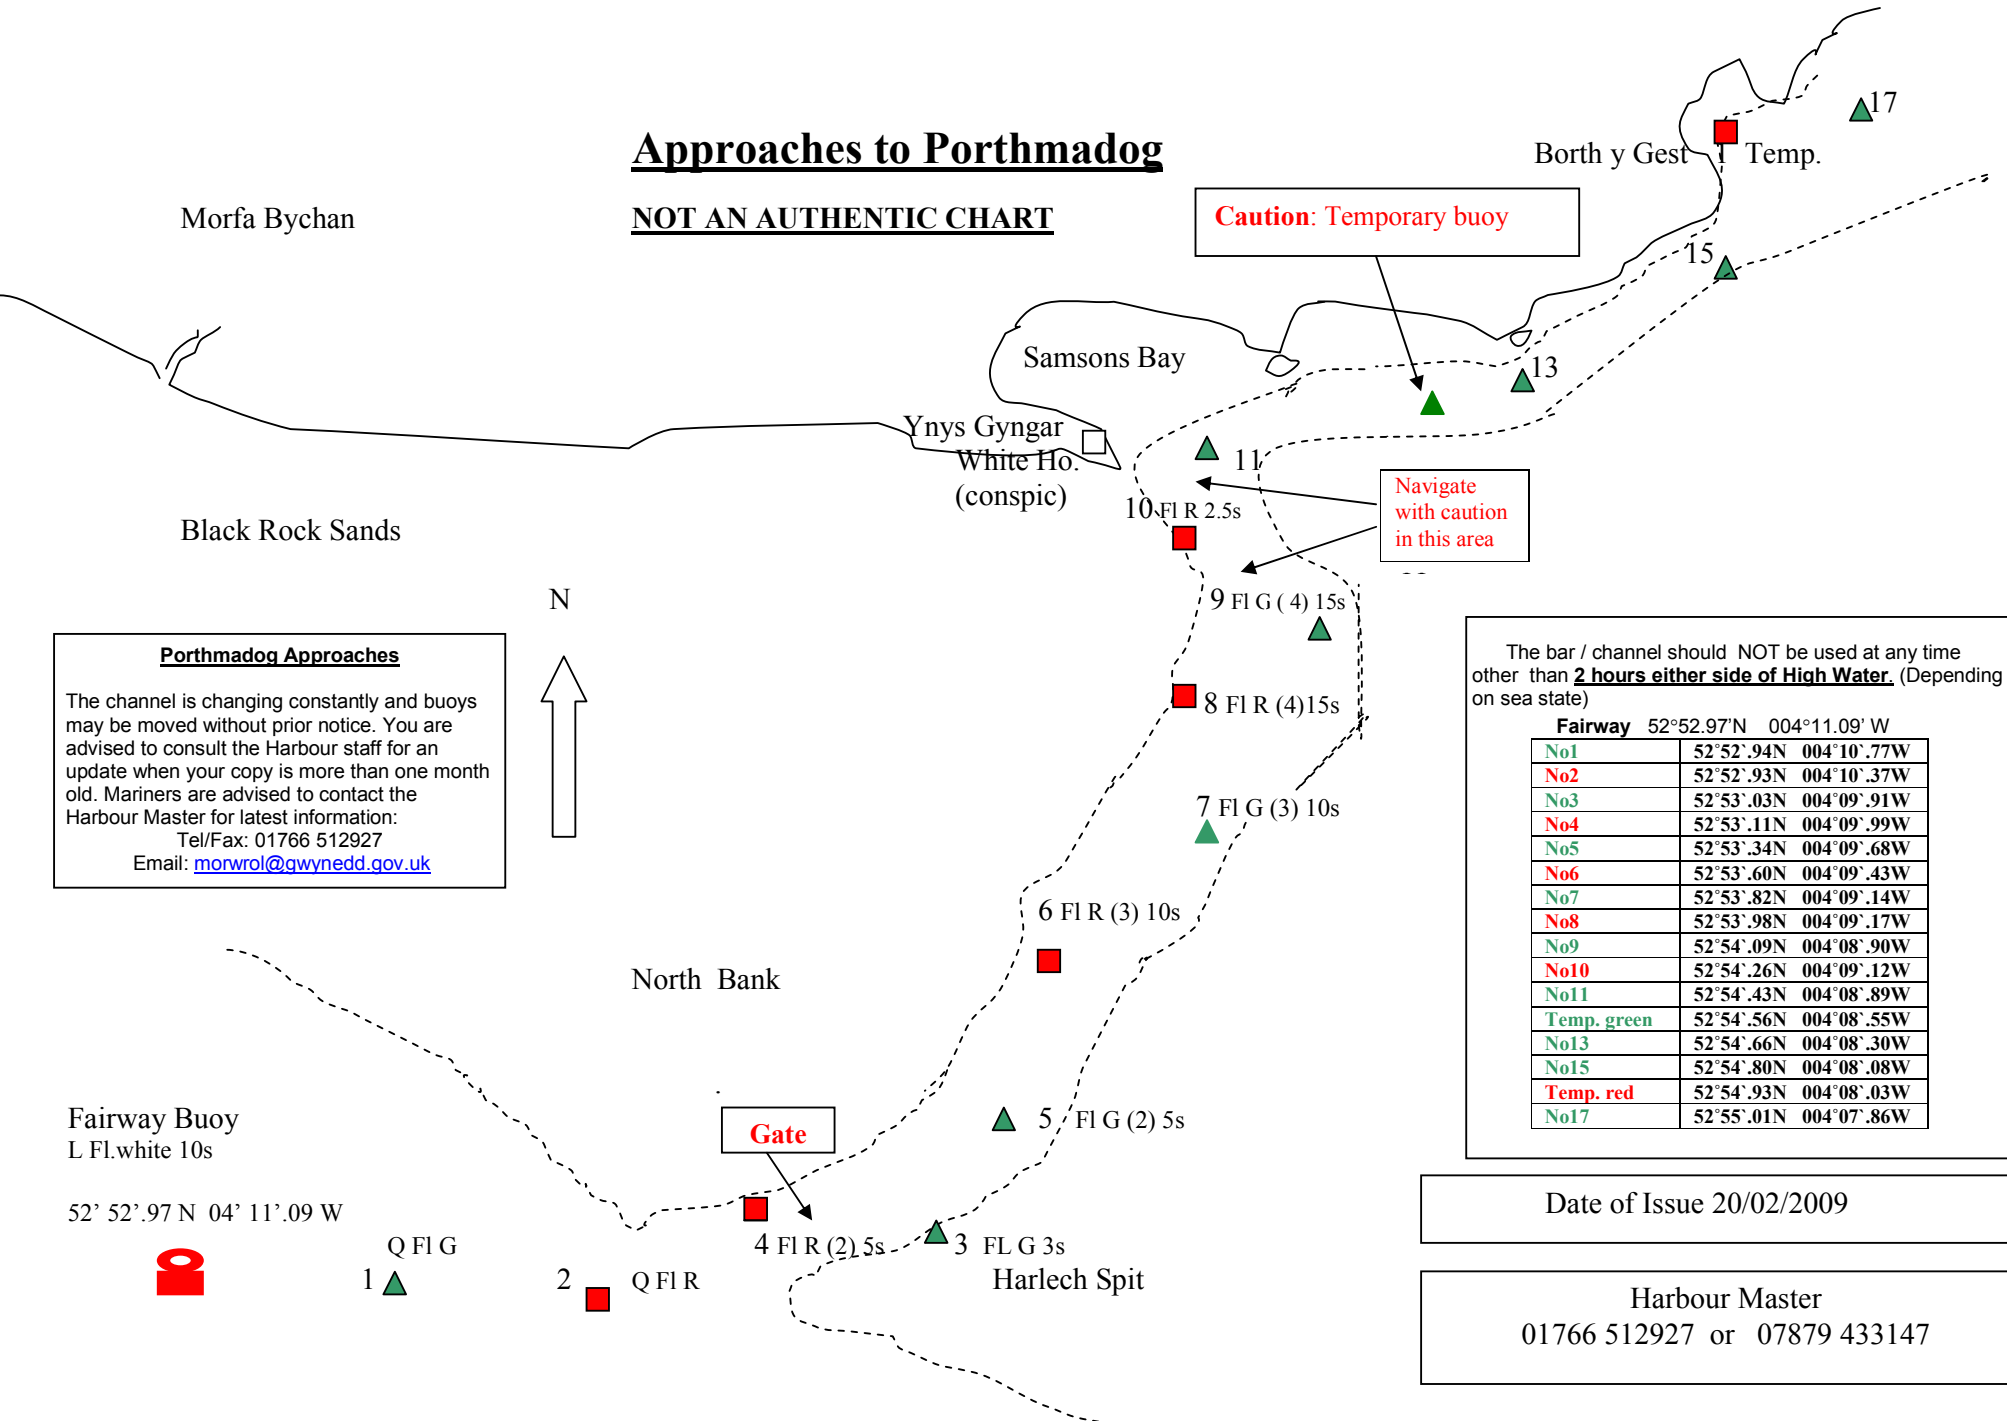 Approaches to Porthmadog
NOT AN AUTHENTIC CHART
Morfa Bychan
17
Borth y Gest
Temp.
Caution: Temporary buoy
15
Samsons Bay
13
Ynys Gyngar
White Ho.
(conspic)
11
Navigate
with caution
in this area
10 Fl R 2.5s
Black Rock Sands
N
9 Fl G ( 4) 15s
Porthmadog Approaches
The channel is changing constantly and buoys
may be moved without prior notice. You are
advised to consult the Harbour staff for an
update when your copy is more than one month
old. Mariners are advised to contact the
Harbour Master for latest information:
Tel/Fax: 01766 512927
Email: morwrol@gwynedd.gov.uk
8 Fl R (4)15s
7 Fl G (3) 10s
6 Fl R (3) 10s
North Bank
5 Fl G (2) 5s
Gate
Fairway Buoy
L Fl.white 10s
52’ 52’.97 N 04’ 11’.09 W
Q Fl G
1
2
Q Fl R
4 Fl R (2) 5s
3 FL G 3s
Harlech Spit
The bar / channel should NOT be used at any time
other than 2 hours either side of High Water. (Depending
on sea state)
Fairway 52°52.97’N 004°11.09’ W
No1 52°52`.94N 004°10`.77W
No2 52°52`.93N 004°10`.37W
No3 52°53`.03N 004°09`.91W
No4 52°53`.11N 004°09`.99W
No5 52°53`.34N 004°09`.68W
No6 52°53`.60N 004°09`.43W
No7 52°53`.82N 004°09`.14W
No8 52°53`.98N 004°09`.17W
No9 52°54`.09N 004°08`.90W
No10 52°54`.26N 004°09`.12W
No11 52°54`.43N 004°08`.89W
Temp. green 52°54`.56N 004°08`.55W
No13 52°54`.66N 004°08`.30W
No15 52°54`.80N 004°08`.08W
Temp. red 52°54`.93N 004°08`.03W
No17 52°55`.01N 004°07`.86W
Date of Issue 20/02/2009
Harbour Master
01766 512927 or 07879 433147